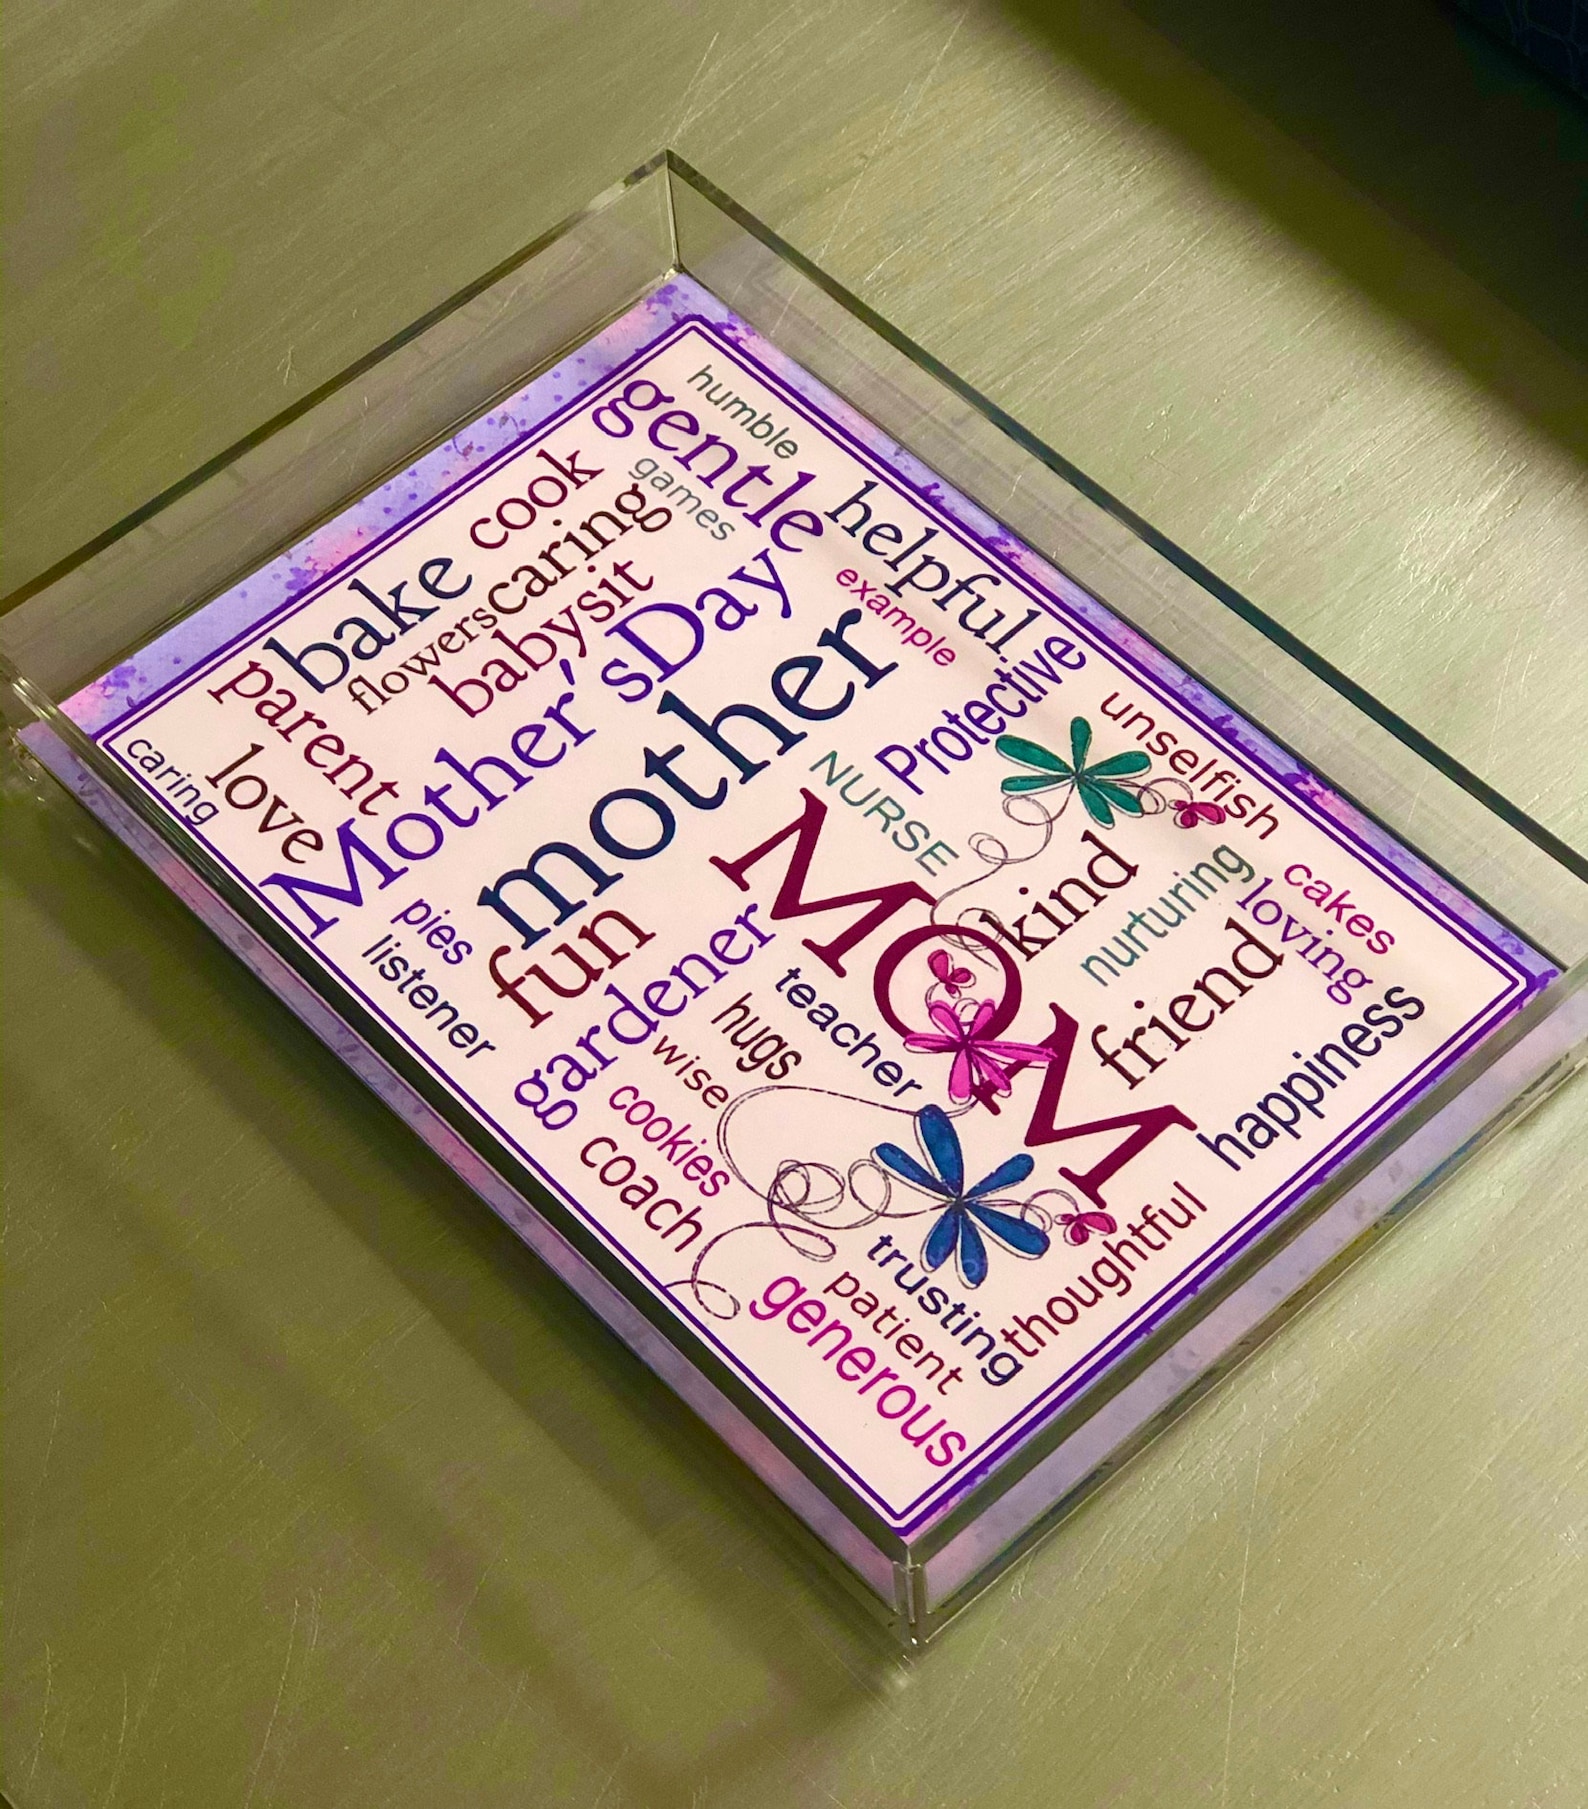 humble
gentle
games
cook
caring
bake
flowers
babysit
helpful
example
Mother'sDay
parent
love
caring
mother
Protective
unselfish
NURSE
MOM
kind
nurturing
cakes
loving
friend
happiness
pies
listener
fun
gardener
teacher
hugs
wise
cookies
coach
trusting
patient
generous
thoughtful